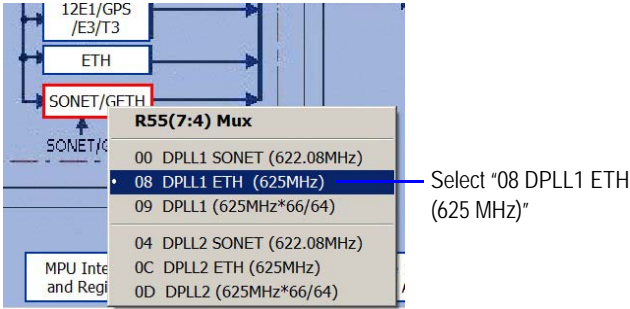 12E1/GPS
/E3/T3
ETH
SONET/GETH
R55(7:4) Mux
00 DPLL1 SONET (622.08MHz)
08 DPLL1 ETH (625MHz)
09 DPLL1 (625MHz*66/64)
04 DPLL2 SONET (622.08MHz)
0C DPLL2 ETH (625MHz)
0D DPLL2 (625MHz*66/64)
SONET/G
MPU Inte
and Regi
Select "08 DPLL1 ETH
(625 MHz)"